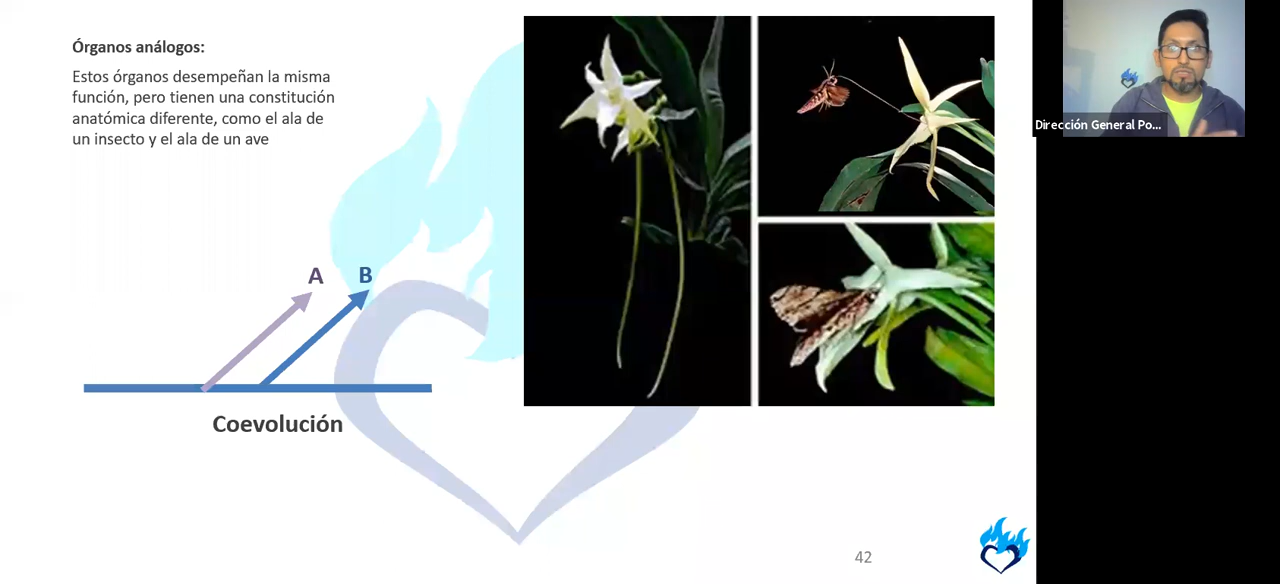 Órganos análogos:
Estos órganos desempeñan la misma
función, pero tienen una constitución
anatómica diferente, como el ala de
un insecto y el ala de un ave
A B
Coevolución
42
Dirección General Po...